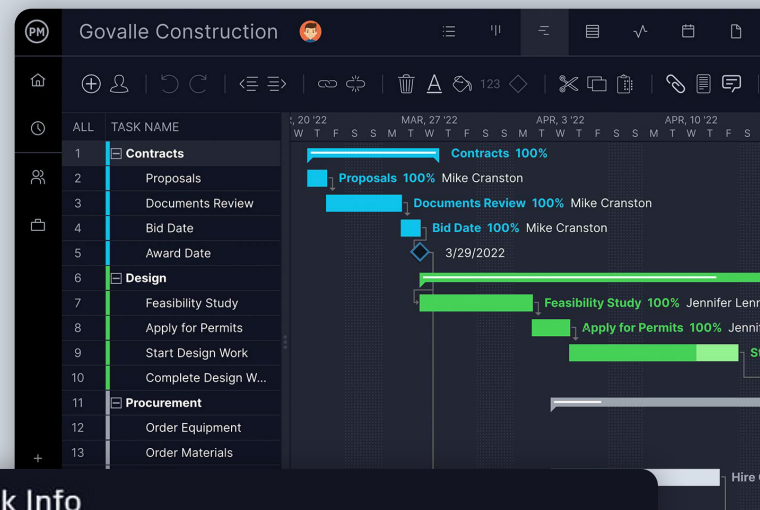 PM Govalle Construction
123
ALL TASK NAME
, 20 '22 MAR, 27 '22 APR, 3 '22 APR, 10 '22
W T F S S M T W T F S S M T W T F S S M T W T F S
1 Contracts Contracts 100%
2 Proposals Proposals 100% Mike Cranston
3 Documents Review Documents Review 100% Mike Cranston
4 Bid Date Bid Date 100% Mike Cranston
5 Award Date 3/29/2022
6 Design
7 Feasibility Study Feasibility Study 100% Jennifer Lenn
8 Apply for Permits Apply for Permits 100% Jennif
9 Start Design Work
10 Complete Design W...
11 Procurement
12 Order Equipment
13 Order Materials
Hire
k Info